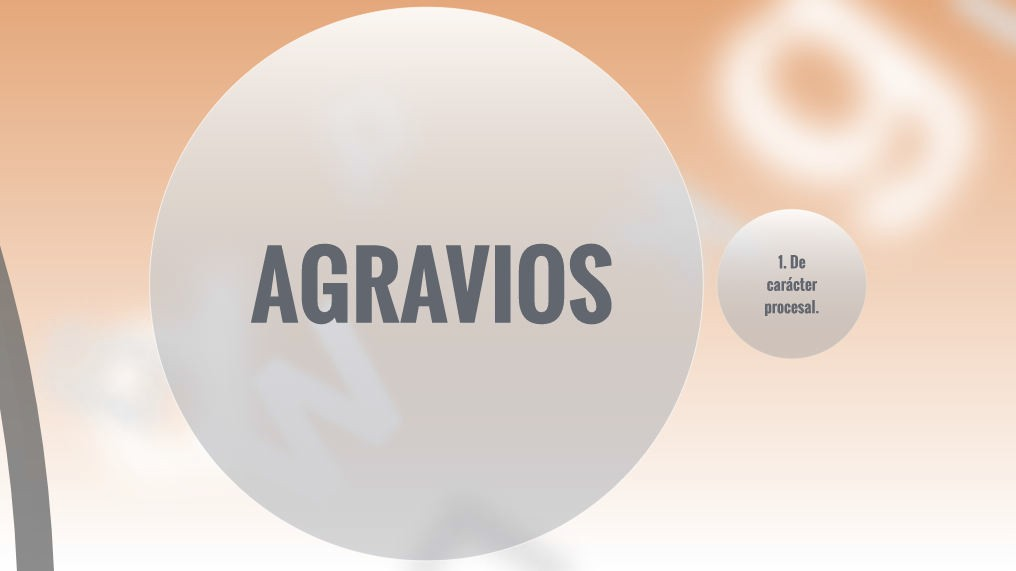 AGRAVIOS
1. De
carácter
procesal.